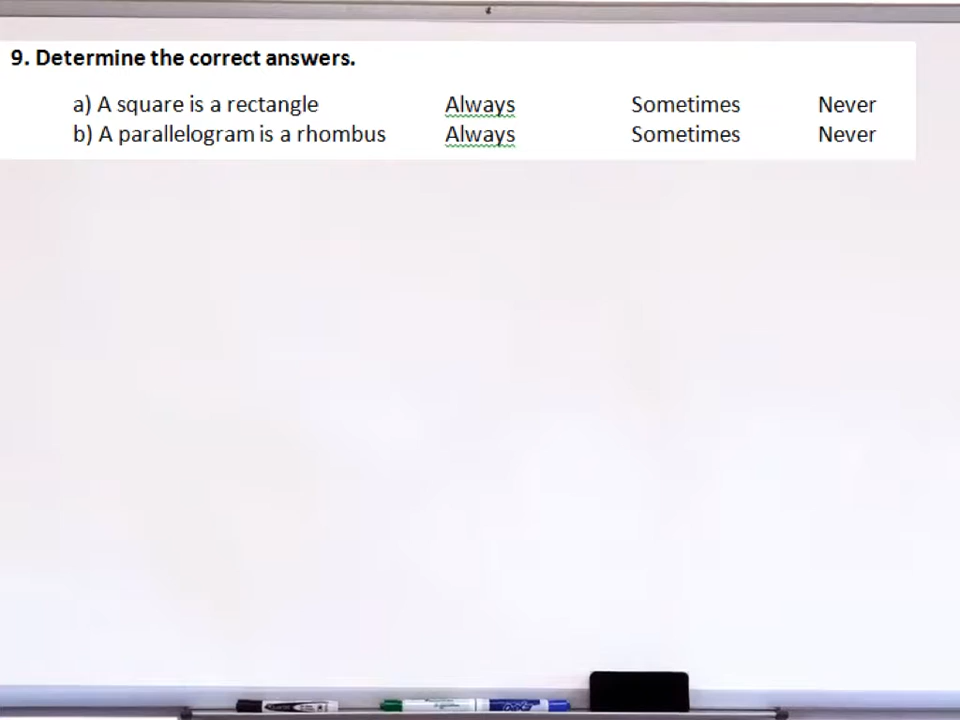 9. Determine the correct answers.
a) A square is a rectangle Always Sometimes Never
b) A parallelogram is a rhombus Always Sometimes Never